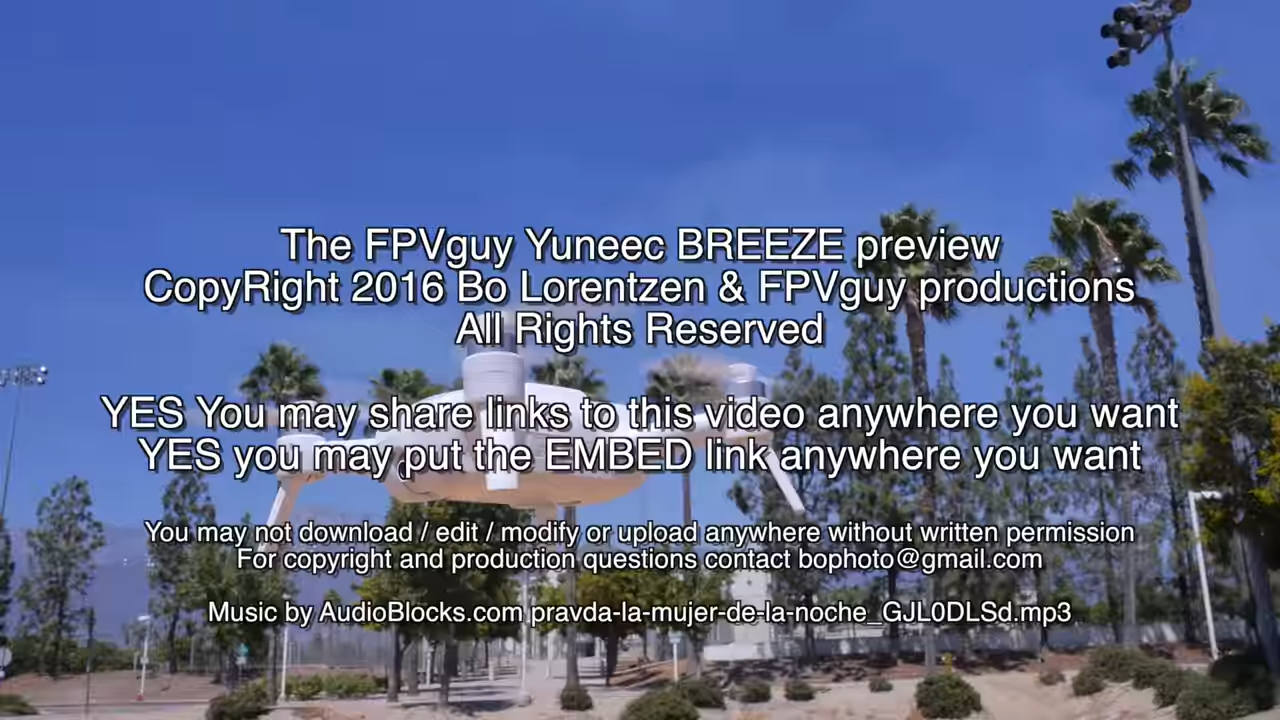 The FPVguy Yuneec BREEZE preview
CopyRight 2016 Bo Lorentzen & FPVguy productions
All Rights Reserved
YES You may share links to this video anywhere you want
YES you may put the EMBED link anywhere you want
You may not download / edit / modify or upload anywhere without written permission
For copyright and production questions contact bophoto@gmail.com
Music by AudioBlocks.com pravda-la-mujer-de-la-noche_GJL0DLSd.mp3